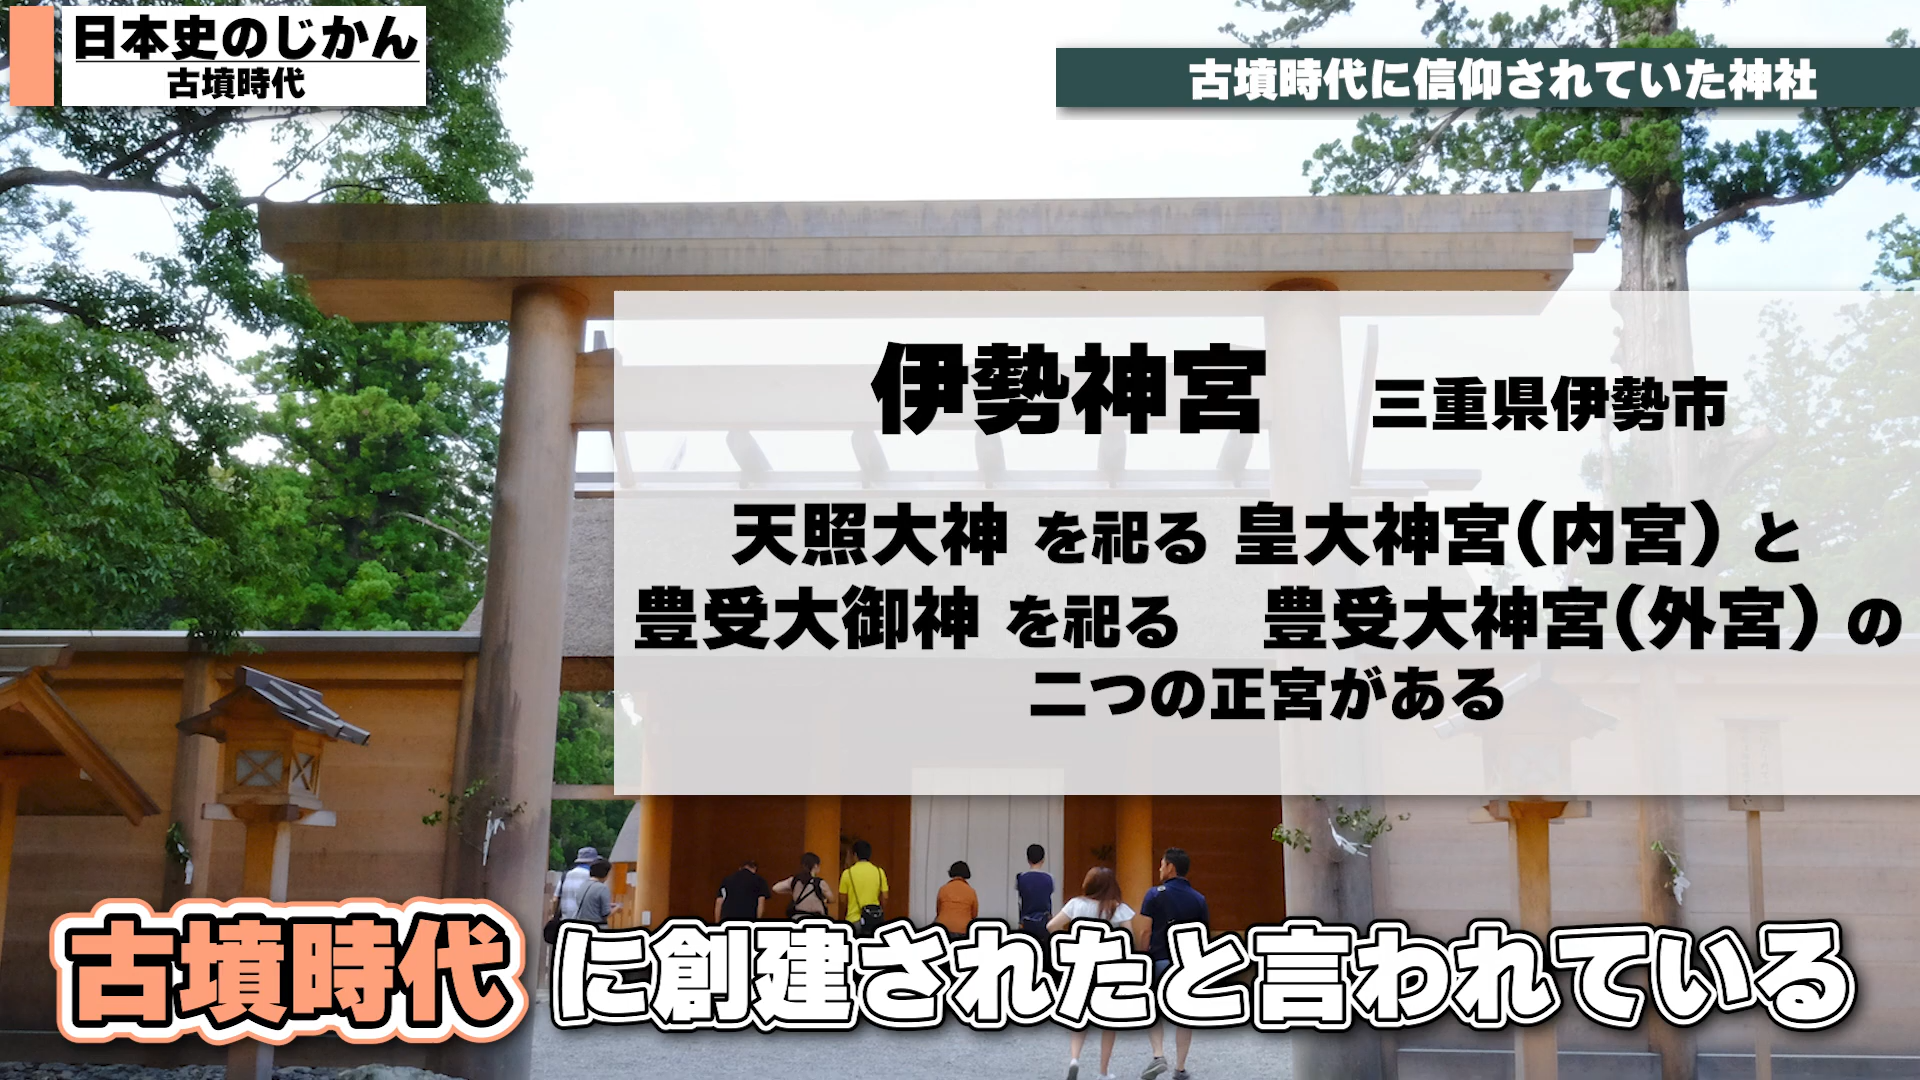 日本史のじかん
古墳時代
古墳時代に信仰されていた神社
伊勢神宮 三重県伊勢市
天照大神 を祀る 皇大神宮(内宮) と
豊受大御神 を祀る 豊受大神宮(外宮) の
二つの正宮がある
古墳時代に創建されたと言われている